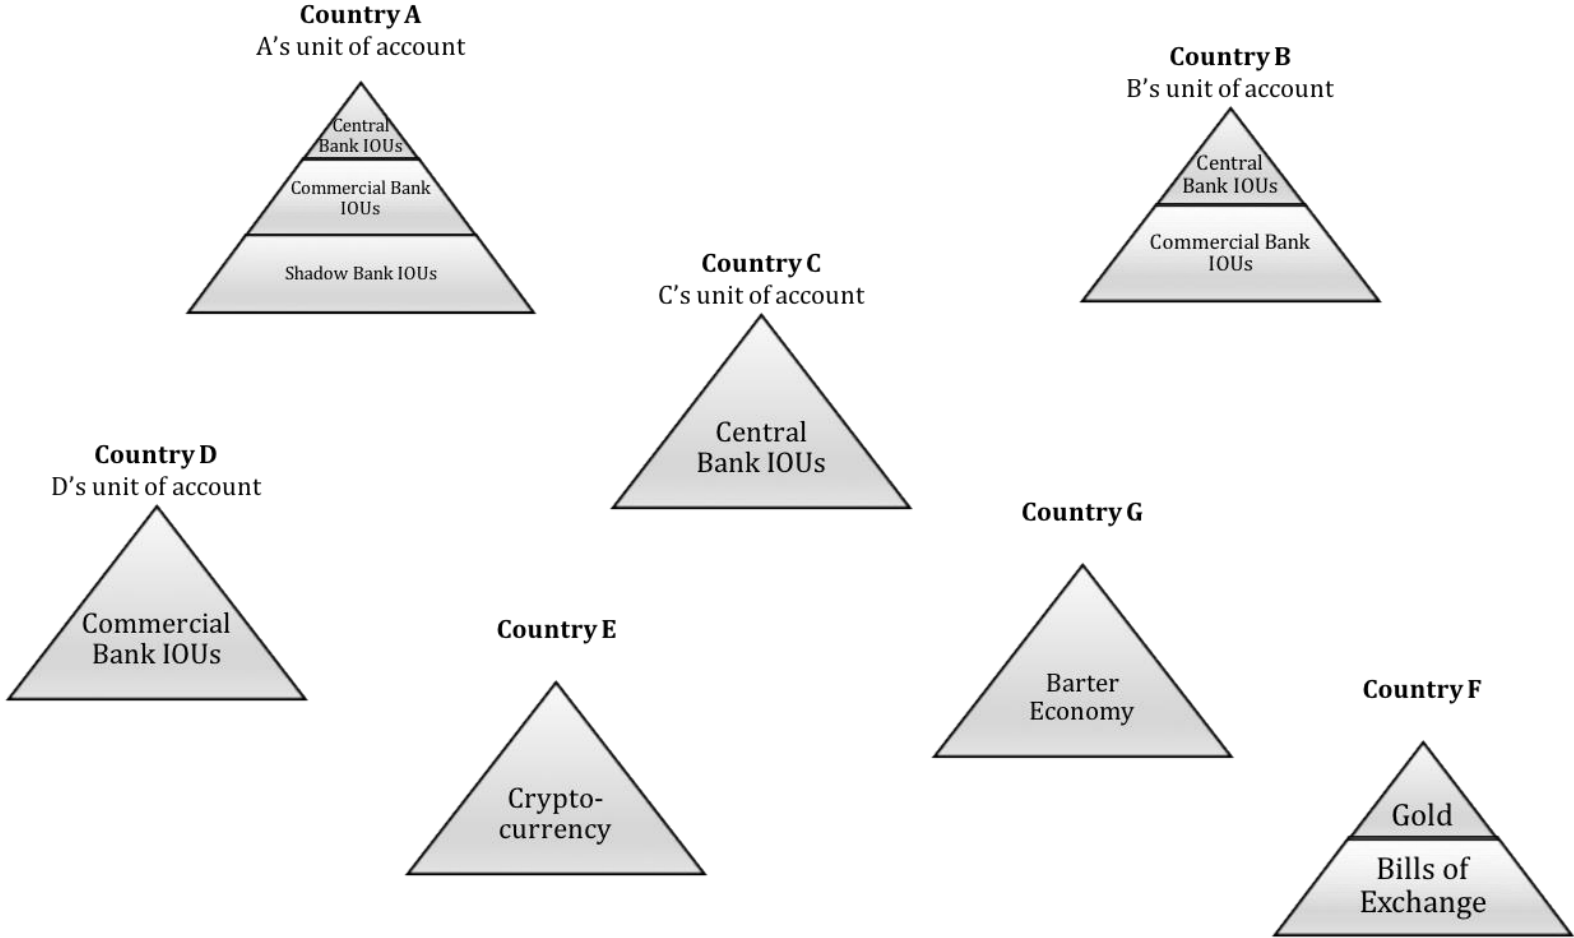 Country A
A’s unit of account
Central
Bank IOUs
Commercial Bank
IOUs
Shadow Bank IOUs
Country B
B’s unit of account
Central
Bank IOUs
Commercial Bank
IOUs
Country C
C’s unit of account
Central
Bank IOUs
Country D
D’s unit of account
Commercial
Bank IOUs
Country E
Crypto-
currency
Country G
Barter
Economy
Country F
Gold
Bills of
Exchange